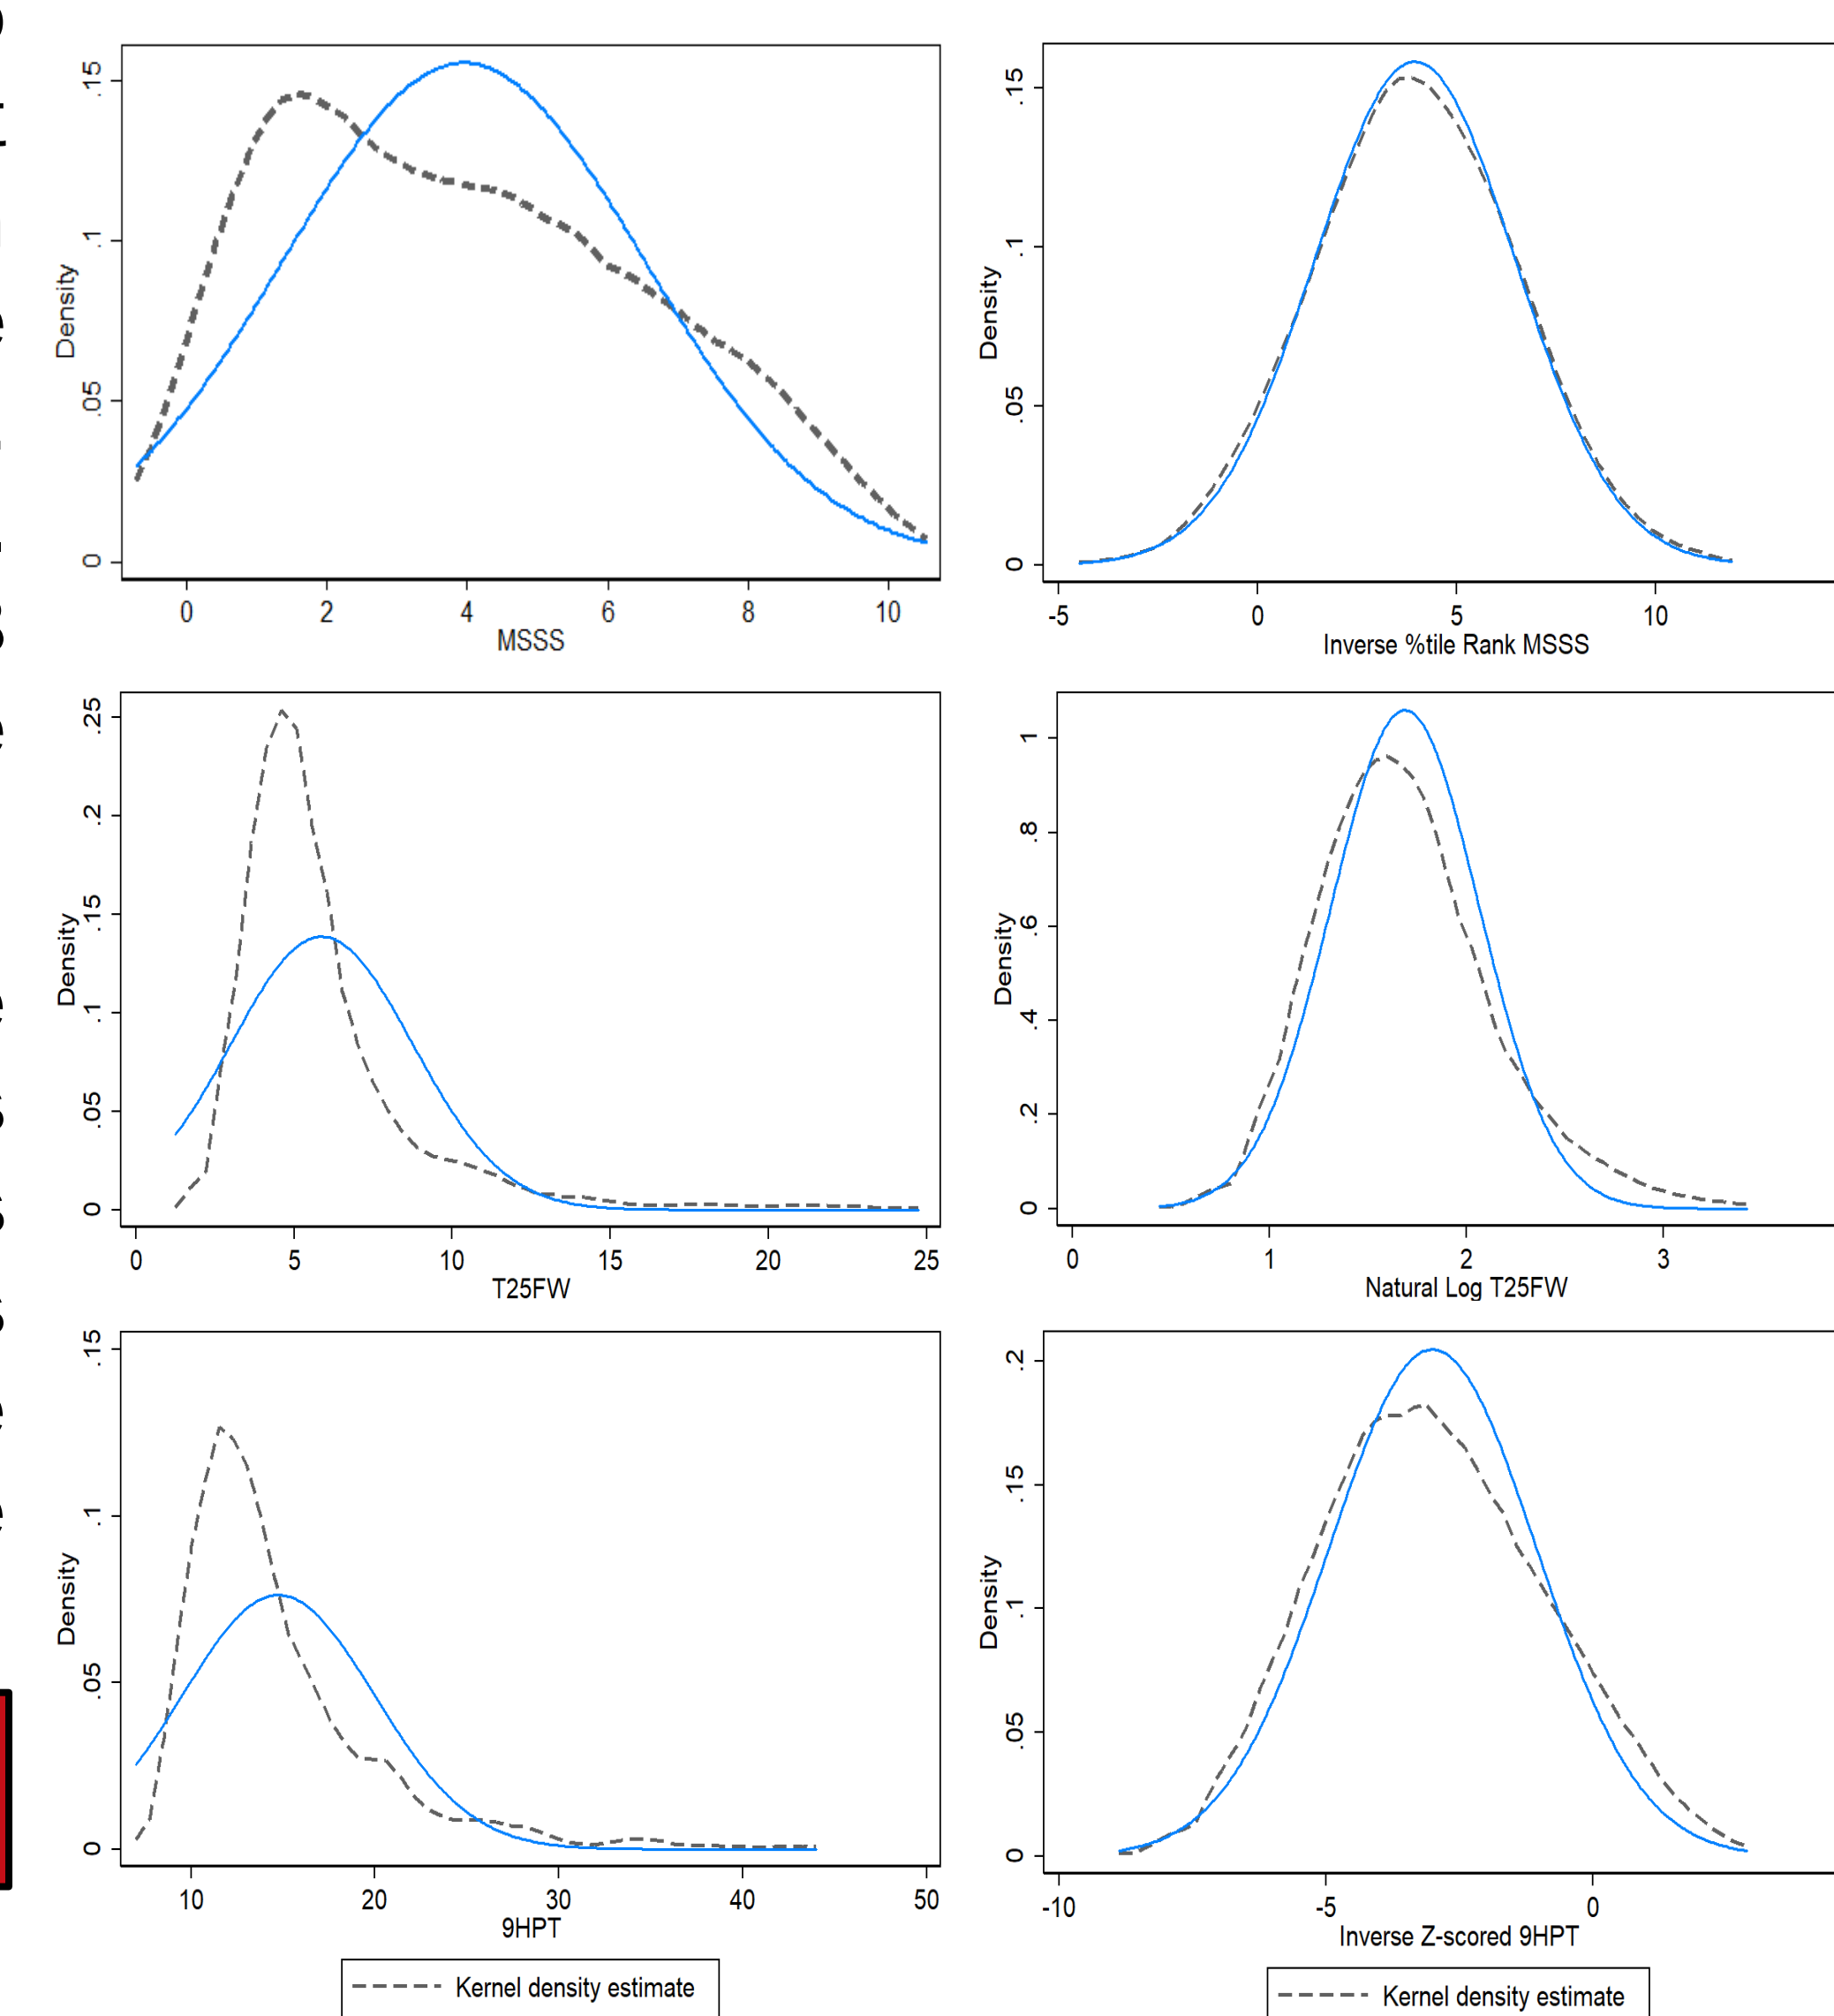 Density
.15
.1
.05
0
0 2 4 6 8 10
MSSS
Density
.15
.1
.05
0
-5 0 5 10
Inverse %tile Rank MSSS
Density
.25
.2
.15
.1
.05
0
0 5 10 15 20 25
T25FW
Density
1
.8
.6
.4
.2
0
0 1 2 3
Natural Log T25FW
Density
.15
.1
.05
0
10 20 30 40 50
9HPT
Kernel density estimate
Density
.2
.15
.1
.05
0
-10 -5 0
Inverse Z-scored 9HPT
Kernel density estimate